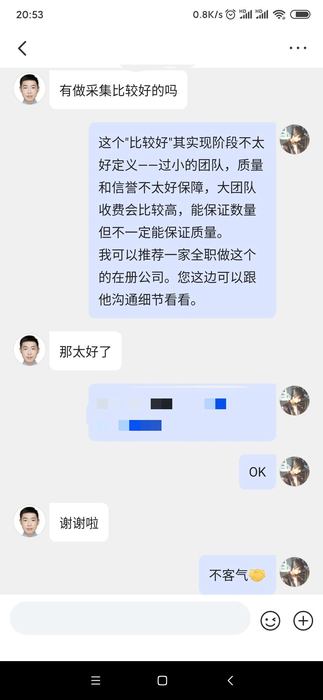 20:53
0.8K/s
HD
HD
有做采集比较好的吗
这个"比较好"其实现阶段不太
好定义——过小的团队，质量
和信誉不太好保障，大团队
收费会比较高，能保证数量
但不一定能保证质量。
我可以推荐一家全职做这个
的在册公司。您这边可以跟
他沟通细节看看。
那太好了
OK
谢谢啦
不客气🤝